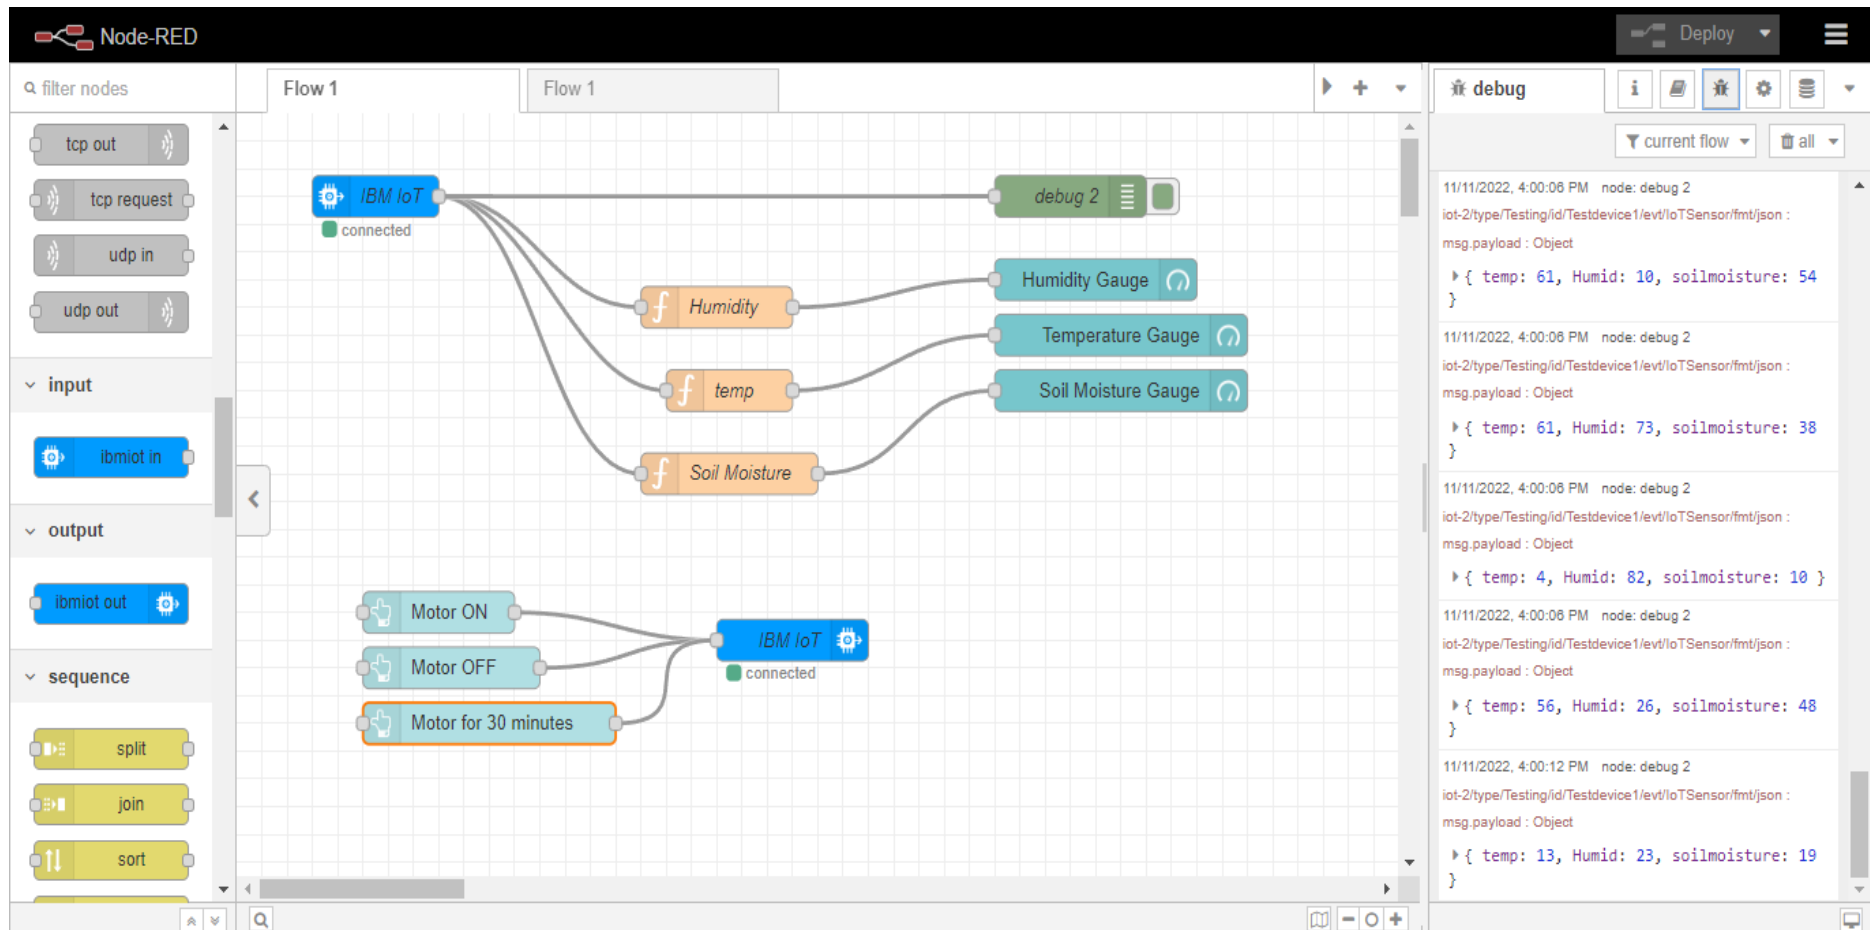 Node-RED
Deploy
filter nodes
Flow 1
Flow 1
debug
i
current flow
all
tcp out
tcp request
udp in
udp out
input
ibmiot in
output
ibmiot out
sequence
split
join
sort
IBM IoT
connected
debug 2
Humidity
Humidity Gauge
Temperature Gauge
temp
Soil Moisture Gauge
Soil Moisture
Motor ON
Motor OFF
Motor for 30 minutes
IBM IoT
connected
11/11/2022, 4:00:06 PM node: debug 2
iot-2/type/Testing/id/Testdevice1/evt/IoTSensor/fmt/json :
msg.payload : Object
{ temp: 61, Humid: 10, soilmoisture: 54
}
11/11/2022, 4:00:06 PM node: debug 2
iot-2/type/Testing/id/Testdevice1/evt/IoTSensor/fmt/json :
msg.payload : Object
{ temp: 61, Humid: 73, soilmoisture: 38
}
11/11/2022, 4:00:06 PM node: debug 2
iot-2/type/Testing/id/Testdevice1/evt/IoTSensor/fmt/json :
msg.payload : Object
{ temp: 4, Humid: 82, soilmoisture: 10 }
11/11/2022, 4:00:06 PM node: debug 2
iot-2/type/Testing/id/Testdevice1/evt/IoTSensor/fmt/json :
msg.payload : Object
{ temp: 56, Humid: 26, soilmoisture: 48
}
11/11/2022, 4:00:12 PM node: debug 2
iot-2/type/Testing/id/Testdevice1/evt/IoTSensor/fmt/json :
msg.payload : Object
{ temp: 13, Humid: 23, soilmoisture: 19
}